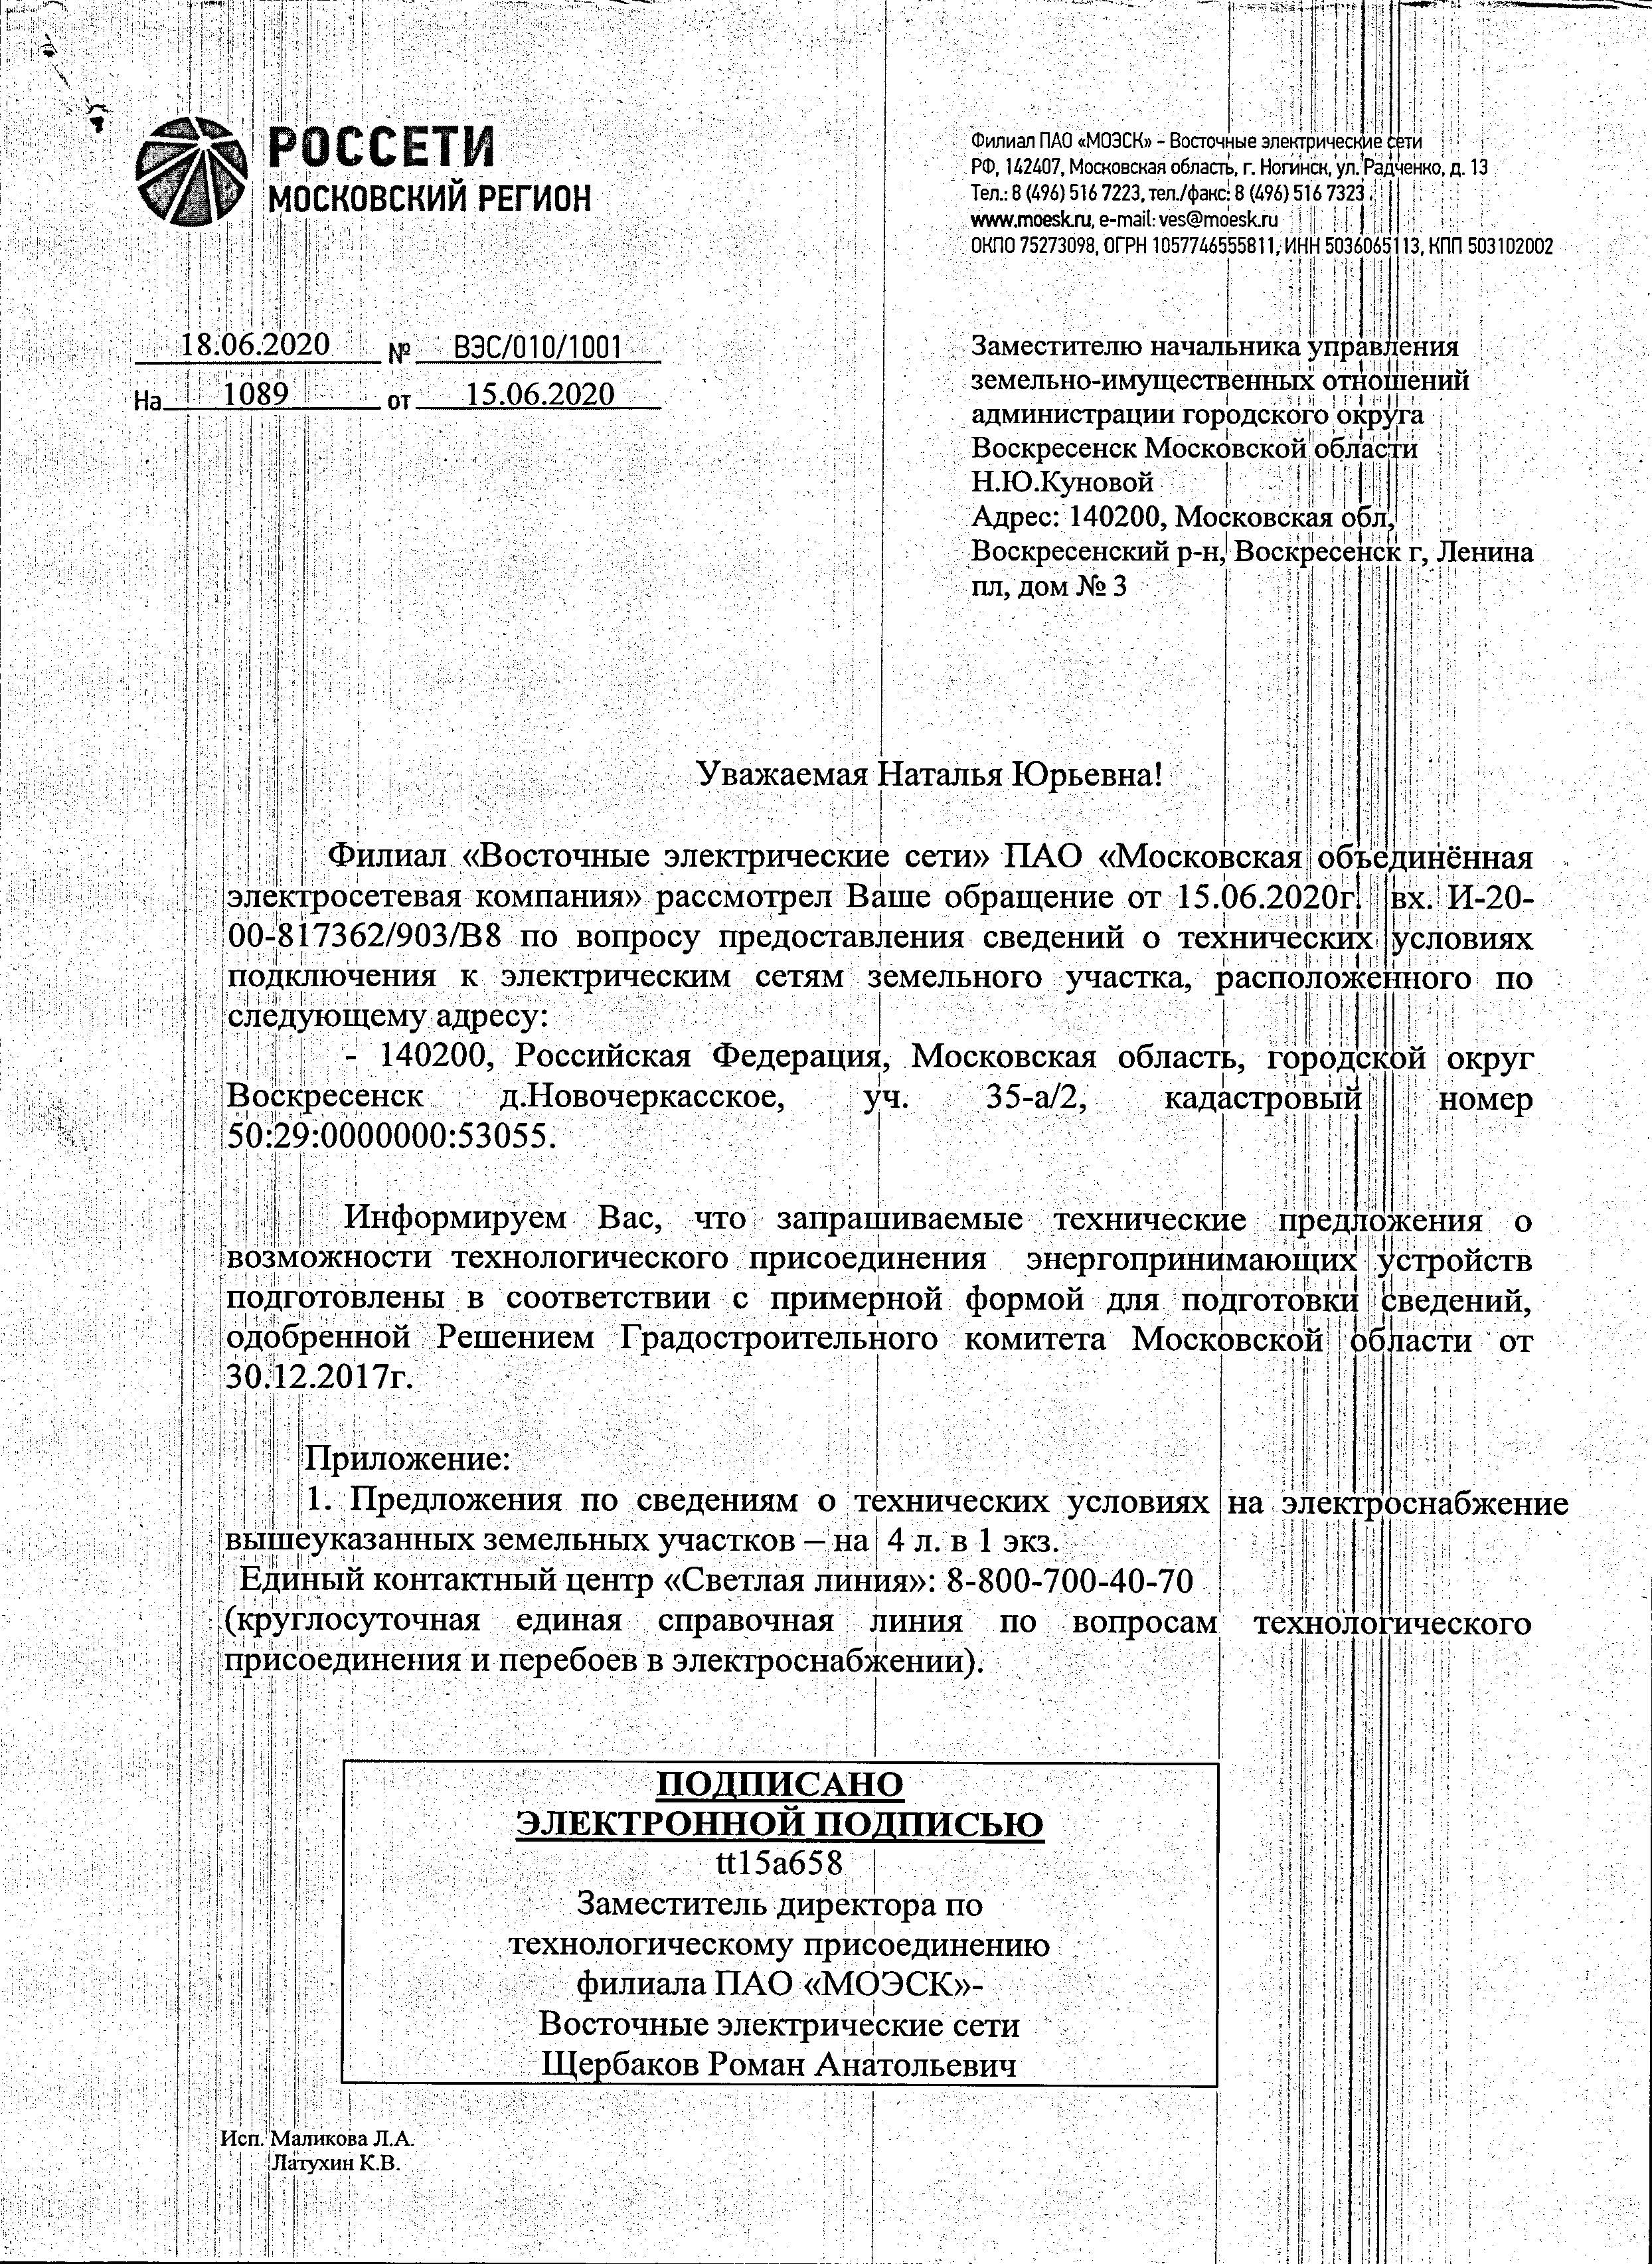 РОССЕТИ
МОСКОВСКИЙ РЕГИОН
Филиал ПАО «МОЭСК» - Восточные электрические сети
РФ, 142407, Московская область, г. Ногинск, ул. Радченко, д. 13
Тел.: 8 (496) 516 7223, тел./факс: 8 (496) 516 7323
www.moesk.ru, e-mail: ves@moesk.ru
ОКПО 75273098, ОГРН 1057746555811, ИНН 5036065113, КПП 503102002
18.06.2020 № ВЭС/010/1001
На 1089 от 15.06.2020
Заместителю начальника управления
земельно-имущественных отношений
администрации городского округа
Воскресенск Московской области
Н.Ю.Куновой
Адрес: 140200, Московская обл,
Воскресенский р-н, Воскресенск г, Ленина
пл, дом № 3
Уважаемая Наталья Юрьевна!
Филиал «Восточные электрические сети» ПАО «Московская объединённая
электросетевая компания» рассмотрел Ваше обращение от 15.06.2020г. вх. И-20-
00-817362/903/В8 по вопросу предоставления сведений о технических условиях
подключения к электрическим сетям земельного участка, расположенного по
следующему адресу:
- 140200, Российская Федерация, Московская область, городской округ
Воскресенск д.Новочеркасское, уч. 35-а/2, кадастровый номер
50:29:0000000:53055.
Информируем Вас, что запрашиваемые технические предложения о
возможности технологического присоединения энергопринимающих устройств
подготовлены в соответствии с примерной формой для подготовки сведений,
одобренной Решением Градостроительного комитета Московской области от
30.12.2017г.
Приложение:
1. Предложения по сведениям о технических условиях на электроснабжение
вышеуказанных земельных участков – на 4 л. в 1 экз.
Единый контактный центр «Светлая линия»: 8-800-700-40-70
(круглосуточная единая справочная линия по вопросам технологического
присоединения и перебоев в электроснабжении).
ПОДПИСАНО
ЭЛЕКТРОННОЙ ПОДПИСЬЮ
tt15a658
Заместитель директора по
технологическому присоединению
филиала ПАО «МОЭСК»-
Восточные электрические сети
Щербаков Роман Анатольевич
Исп. Маликова Л.А.
Латухин К.В.